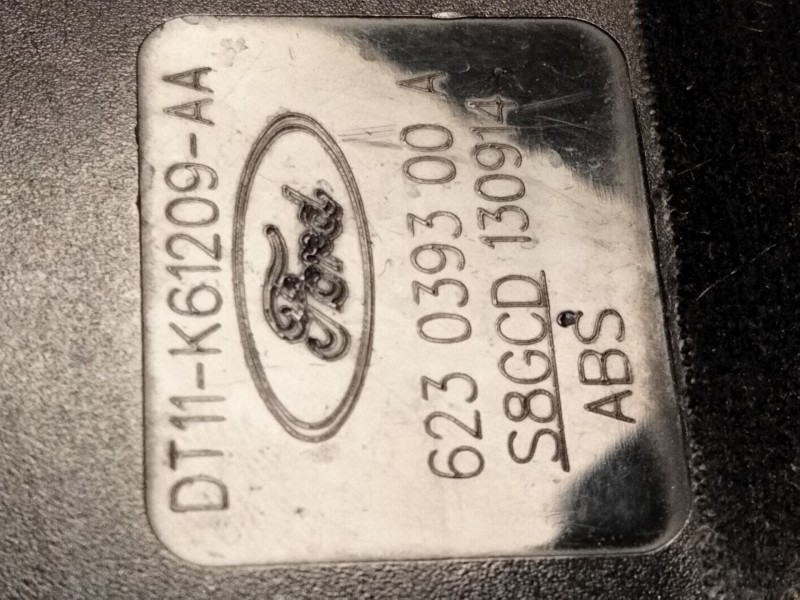 DT11-K61209-AA
Ford
623 0393 00 A
S8GCD 130914
ABS